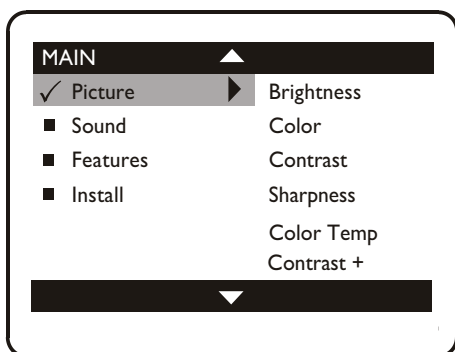 MAIN
✓ Picture Brightness
■ Sound Color
■ Features Contrast
■ Install Sharpness
Color Temp
Contrast +